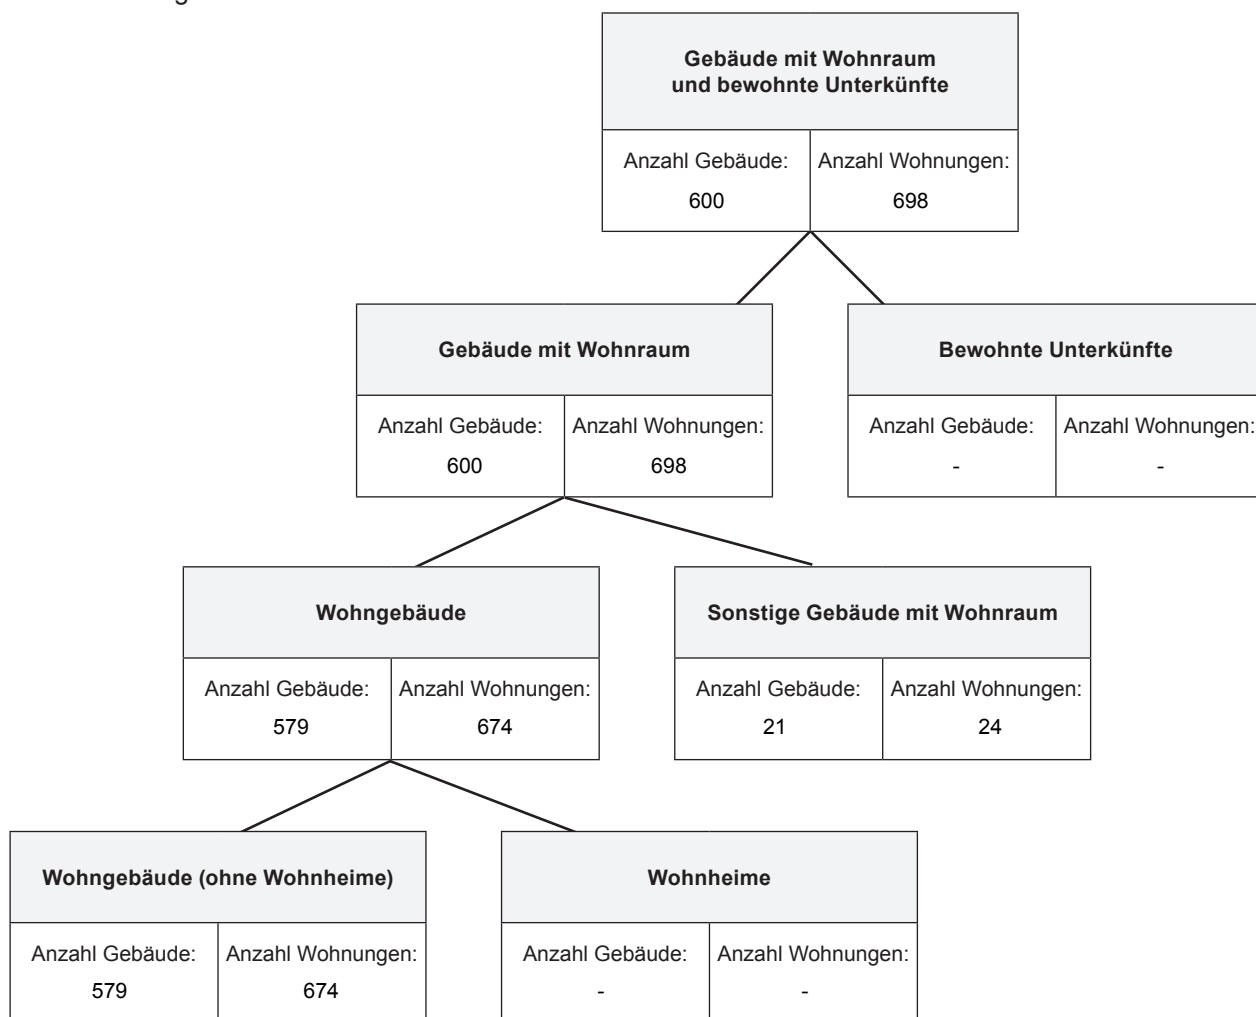 Gebäude mit Wohnraum
und bewohnte Unterkünfte
Anzahl Gebäude: Anzahl Wohnungen:
600 698
Gebäude mit Wohnraum
Bewohnte Unterkünfte
Anzahl Gebäude: Anzahl Wohnungen:
600 698
Anzahl Gebäude: Anzahl Wohnungen:
- -
Wohngebäude
Sonstige Gebäude mit Wohnraum
Anzahl Gebäude: Anzahl Wohnungen:
579 674
Anzahl Gebäude: Anzahl Wohnungen:
21 24
Wohngebäude (ohne Wohnheime)
Wohnheime
Anzahl Gebäude: Anzahl Wohnungen:
579 674
Anzahl Gebäude: Anzahl Wohnungen:
- -